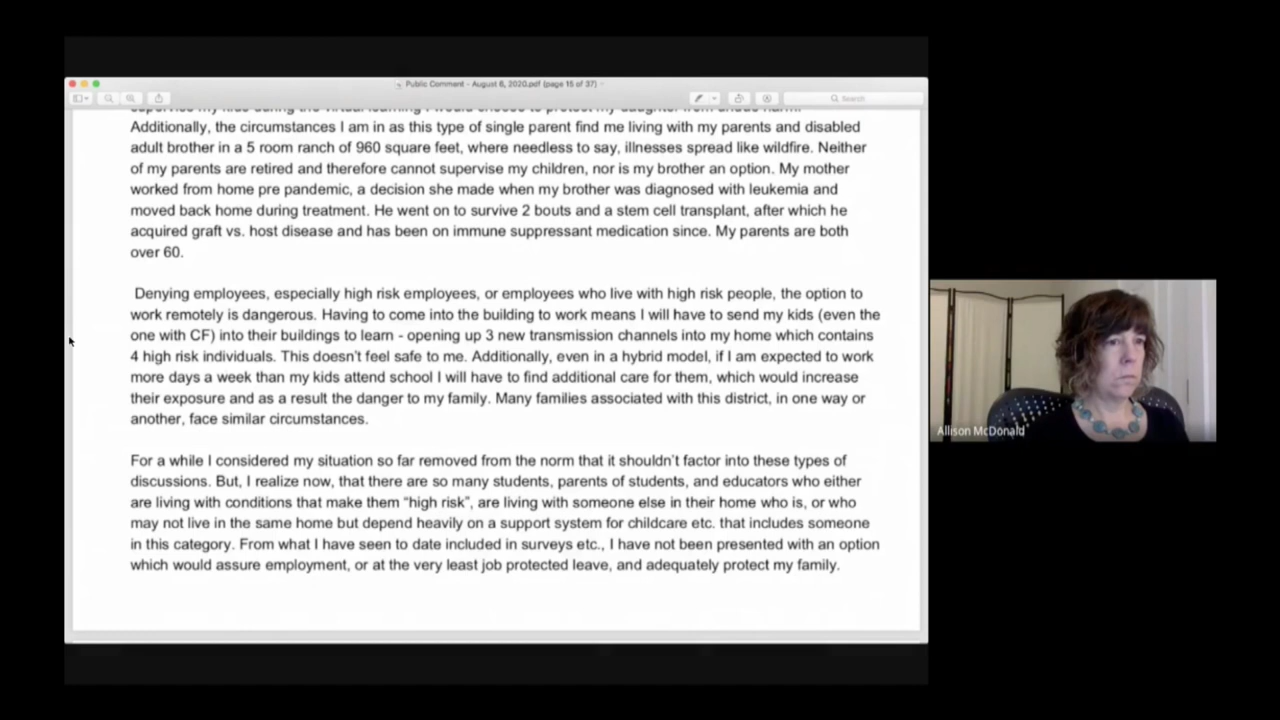 Public Comment - August 6, 2020.pdf (page 15 of 37)
Search
supervise my kids during the virtual learning I would choose to protect my daughter from undue harm.
Additionally, the circumstances I am in as this type of single parent find me living with my parents and disabled
adult brother in a 5 room ranch of 960 square feet, where needless to say, illnesses spread like wildfire. Neither
of my parents are retired and therefore cannot supervise my children, nor is my brother an option. My mother
worked from home pre pandemic, a decision she made when my brother was diagnosed with leukemia and
moved back home during treatment. He went on to survive 2 bouts and a stem cell transplant, after which he
acquired graft vs. host disease and has been on immune suppressant medication since. My parents are both
over 60.
Denying employees, especially high risk employees, or employees who live with high risk people, the option to
work remotely is dangerous. Having to come into the building to work means I will have to send my kids (even the
one with CF) into their buildings to learn - opening up 3 new transmission channels into my home which contains
4 high risk individuals. This doesn't feel safe to me. Additionally, even in a hybrid model, if I am expected to work
more days a week than my kids attend school I will have to find additional care for them, which would increase
their exposure and as a result the danger to my family. Many families associated with this district, in one way or
another, face similar circumstances.
For a while I considered my situation so far removed from the norm that it shouldn't factor into these types of
discussions. But, I realize now, that there are so many students, parents of students, and educators who either
are living with conditions that make them “high risk”, are living with someone else in their home who is, or who
may not live in the same home but depend heavily on a support system for childcare etc. that includes someone
in this category. From what I have seen to date included in surveys etc., I have not been presented with an option
which would assure employment, or at the very least job protected leave, and adequately protect my family.
Allison McDonald